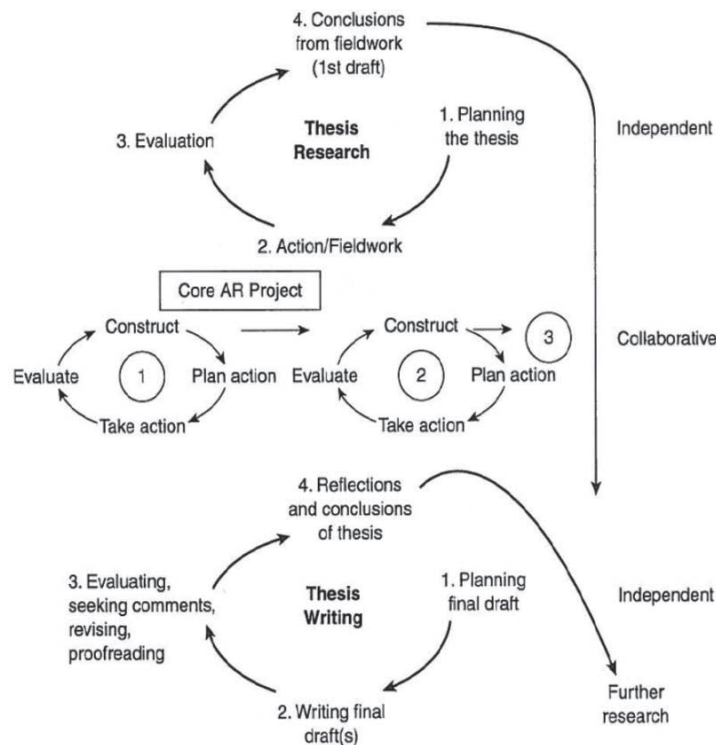 4. Conclusions
from fieldwork
(1st draft)
Thesis
Research
1. Planning
the thesis
Independent
3. Evaluation
2. Action/Fieldwork
Core AR Project
Construct
Construct
3
Collaborative
Evaluate
1
Plan action
Evaluate
2
Plan action
Take action
Take action
4. Reflections
and conclusions
of thesis
3. Evaluating,
seeking comments,
revising,
proofreading
Thesis
Writing
1. Planning
final draft
Independent
2. Writing final
draft(s)
Further
research